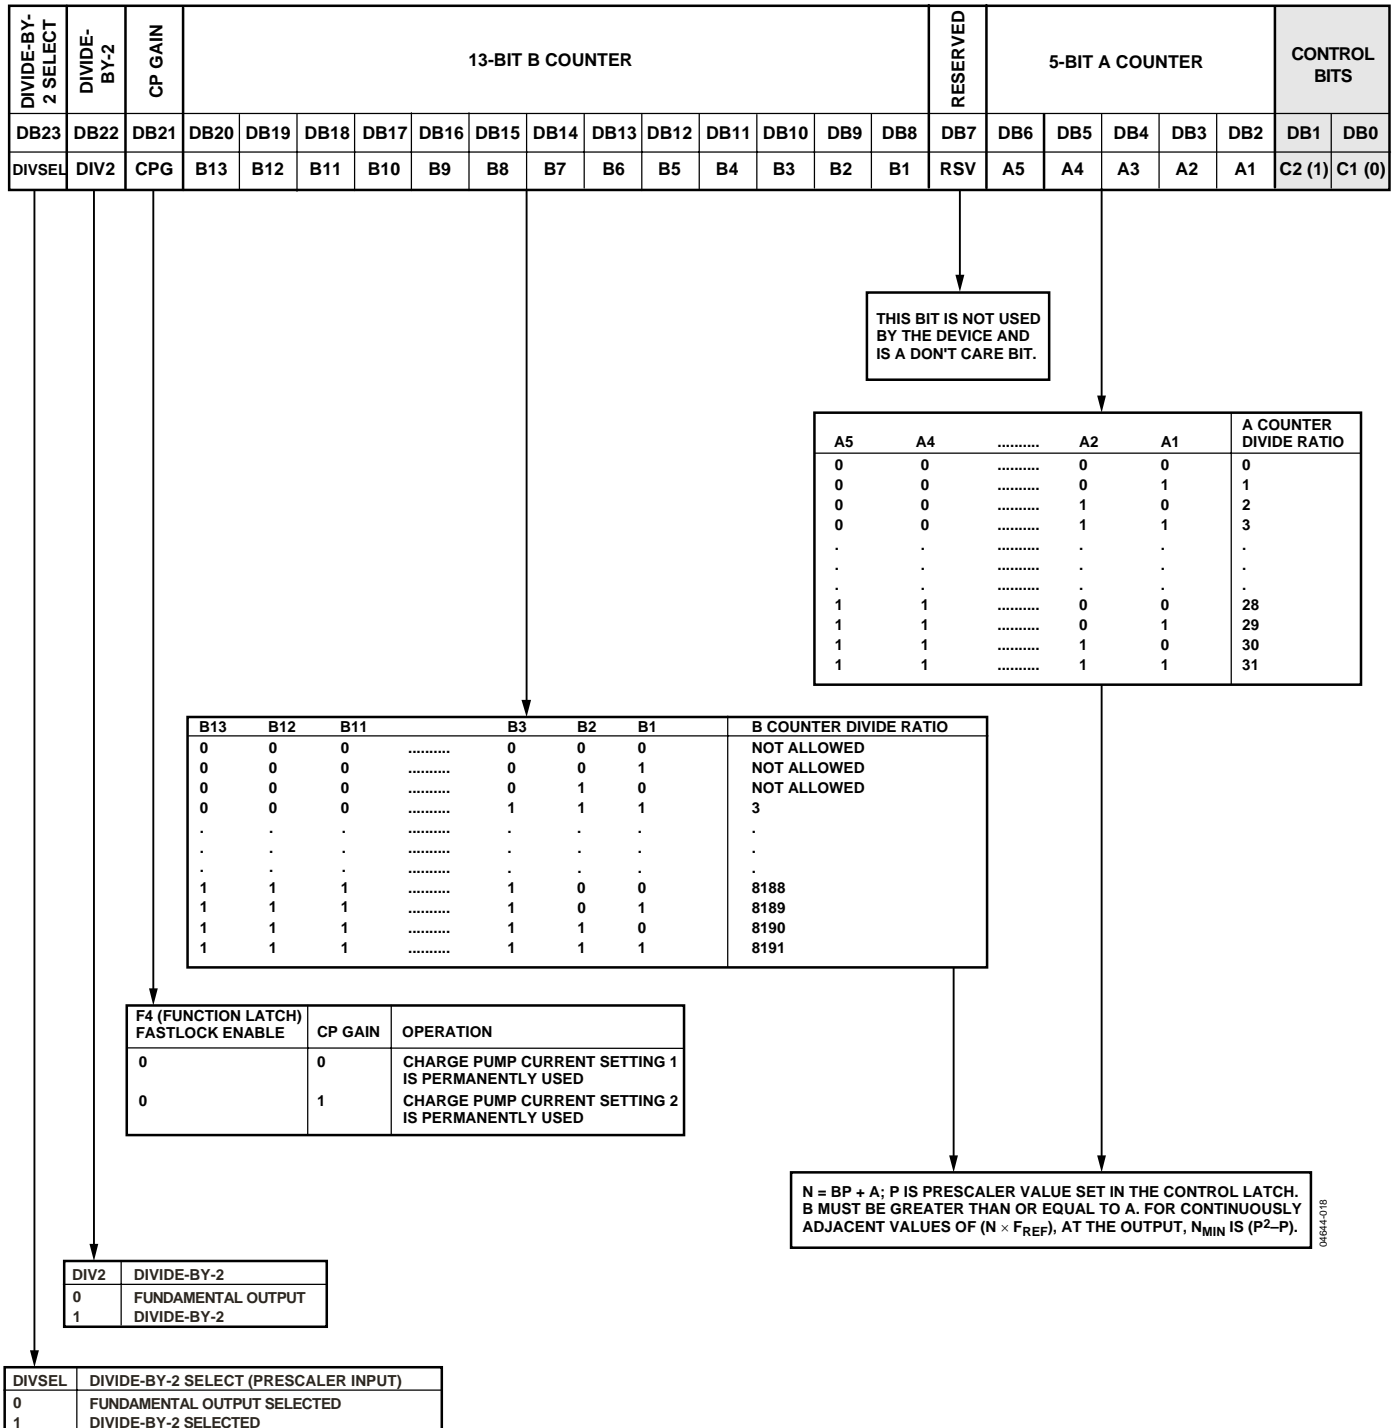 DIVIDE-BY-
2 SELECT
DIVIDE-
BY-2
CP GAIN
13-BIT B COUNTER
RESERVED
5-BIT A COUNTER
CONTROL
BITS
DB23 DB22 DB21 DB20 DB19 DB18 DB17 DB16 DB15 DB14 DB13 DB12 DB11 DB10 DB9 DB8 DB7 DB6 DB5 DB4 DB3 DB2 DB1 DB0
DIVSEL DIV2 CPG B13 B12 B11 B10 B9 B8 B7 B6 B5 B4 B3 B2 B1 RSV A5 A4 A3 A2 A1 C2 (1) C1 (0)
THIS BIT IS NOT USED
BY THE DEVICE AND
IS A DON'T CARE BIT.
A COUNTER
A5 A4 .......... A2 A1 DIVIDE RATIO
0 0 .......... 0 0 0
0 0 .......... 0 1 1
0 0 .......... 1 0 2
0 0 .......... 1 1 3
. . .......... . . .
. . .......... . . .
. . .......... . . .
1 1 .......... 0 0 28
1 1 .......... 0 1 29
1 1 .......... 1 0 30
1 1 .......... 1 1 31
B13 B12 B11 B3 B2 B1 B COUNTER DIVIDE RATIO
0 0 0 .......... 0 0 0 NOT ALLOWED
0 0 0 .......... 0 0 1 NOT ALLOWED
0 0 0 .......... 0 1 0 NOT ALLOWED
0 0 0 .......... 1 1 1 3
. . . .......... . . . .
. . . .......... . . . .
. . . .......... . . . .
1 1 1 .......... 1 0 0 8188
1 1 1 .......... 1 0 1 8189
1 1 1 .......... 1 1 0 8190
1 1 1 .......... 1 1 1 8191
F4 (FUNCTION LATCH)
FASTLOCK ENABLE CP GAIN OPERATION
0 0 CHARGE PUMP CURRENT SETTING 1
IS PERMANENTLY USED
0 1 CHARGE PUMP CURRENT SETTING 2
IS PERMANENTLY USED
N = BP + A; P IS PRESCALER VALUE SET IN THE CONTROL LATCH.
B MUST BE GREATER THAN OR EQUAL TO A. FOR CONTINUOUSLY
ADJACENT VALUES OF (N × FREF), AT THE OUTPUT, NMIN IS (P²–P).
04644-018
DIV2 DIVIDE-BY-2
0 FUNDAMENTAL OUTPUT
1 DIVIDE-BY-2
DIVSEL DIVIDE-BY-2 SELECT (PRESCALER INPUT)
0 FUNDAMENTAL OUTPUT SELECTED
1 DIVIDE-BY-2 SELECTED